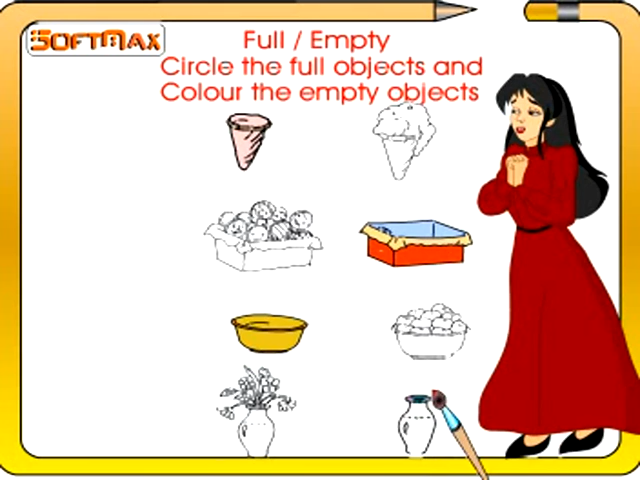 SOFTMAX
Full / Empty
Circle the full objects and
Colour the empty objects